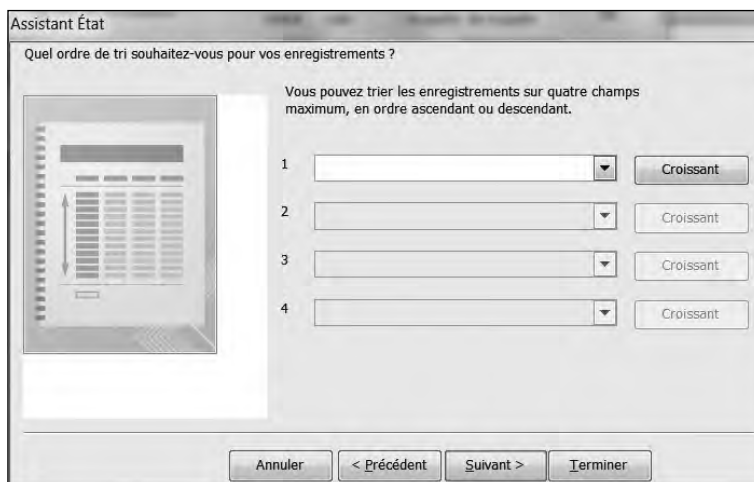 Assistant État
Quel ordre de tri souhaitez-vous pour vos enregistrements ?
Vous pouvez trier les enregistrements sur quatre champs
maximum, en ordre ascendant ou descendant.
1 Croissant
2 Croissant
3 Croissant
4 Croissant
Annuler < Précédent Suivant > Terminer